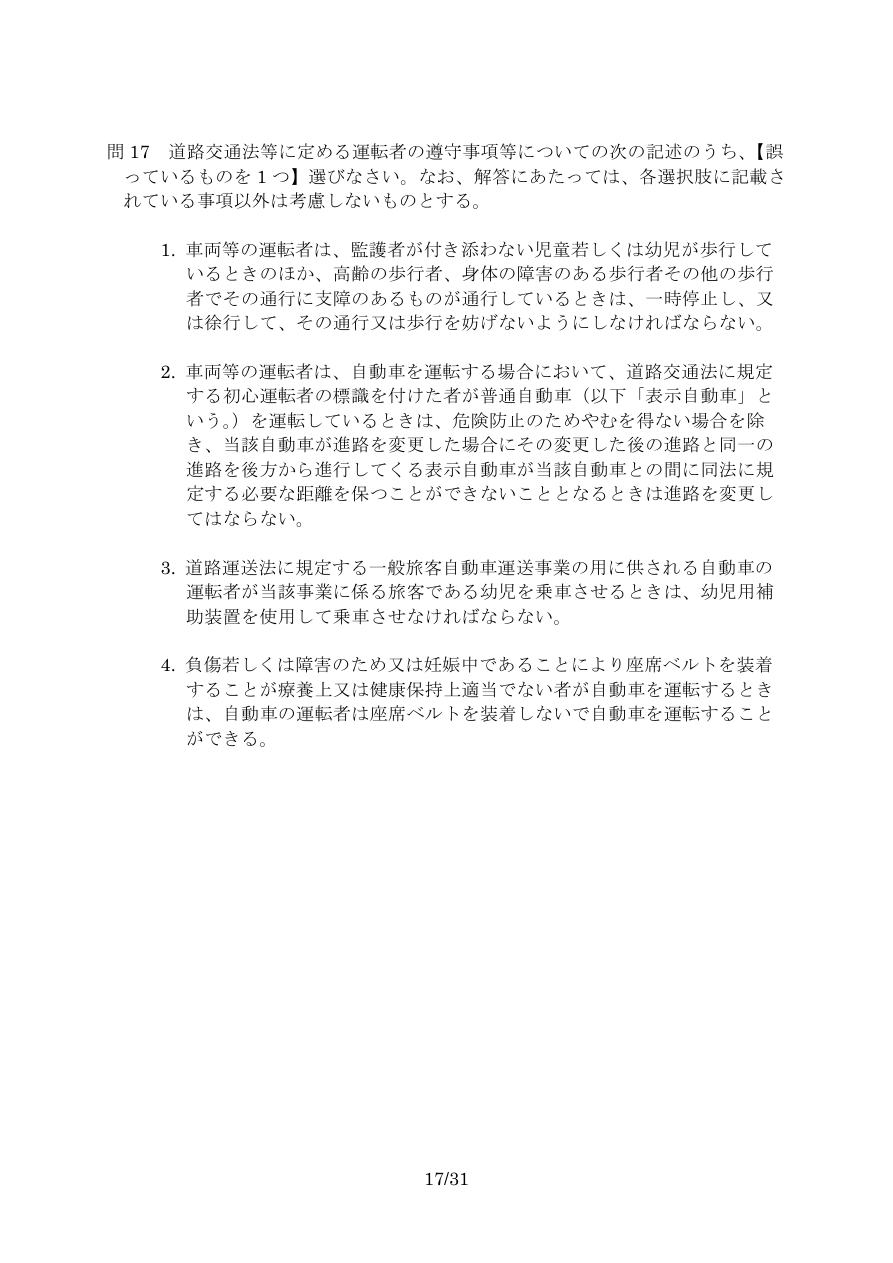 問 17　道路交通法等に定める運転者の遵守事項等についての次の記述のうち、【誤
っているものを 1 つ】選びなさい。なお、解答にあたっては、各選択肢に記載さ
れている事項以外は考慮しないものとする。
1. 車両等の運転者は、監護者が付き添わない児童若しくは幼児が歩行して
いるときのほか、高齢の歩行者、身体の障害のある歩行者その他の歩行
者でその通行に支障のあるものが通行しているときは、一時停止し、又
は徐行して、その通行又は歩行を妨げないようにしなければならない。
2. 車両等の運転者は、自動車を運転する場合において、道路交通法に規定
する初心運転者の標識を付けた者が普通自動車（以下「表示自動車」と
いう。）を運転しているときは、危険防止のためやむを得ない場合を除
き、当該自動車が進路を変更した場合にその変更した後の進路と同一の
進路を後方から進行してくる表示自動車が当該自動車との間に同法に規
定する必要な距離を保つことができないこととなるときは進路を変更し
てはならない。
3. 道路運送法に規定する一般旅客自動車運送事業の用に供される自動車の
運転者が当該事業に係る旅客である幼児を乗車させるときは、幼児用補
助装置を使用して乗車させなければならない。
4. 負傷若しくは障害のため又は妊娠中であることにより座席ベルトを装着
することが療養上又は健康保持上適当でない者が自動車を運転するとき
は、自動車の運転者は座席ベルトを装着しないで自動車を運転すること
ができる。
17/31